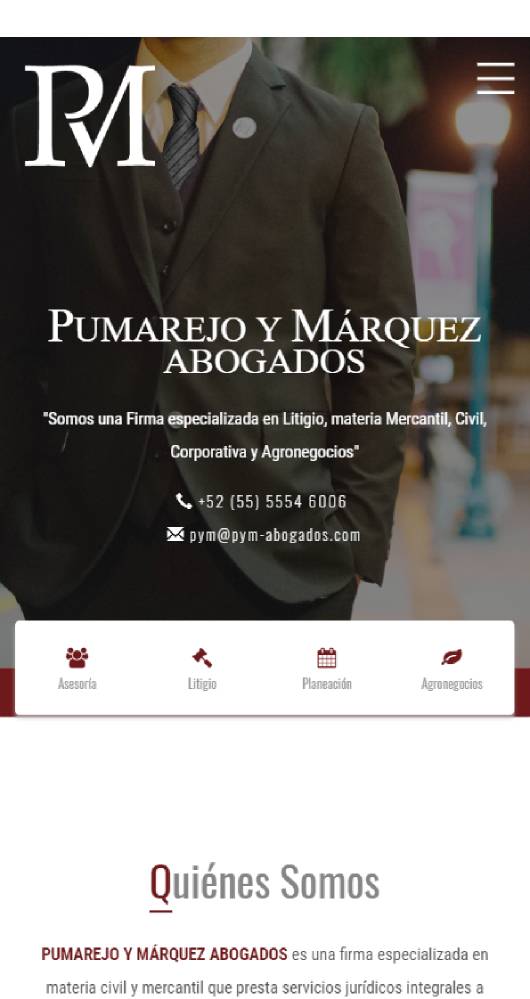 PM
PUMAREJO Y MÁRQUEZ
ABOGADOS
"Somos una Firma especializada en Litigio, materia Mercantil, Civil,
Corporativa y Agronegocios"
+52 (55) 5554 6006
pym@pym-abogados.com
Asesoría
Litigio
Planeación
Agronegocios
Quiénes Somos
PUMAREJO Y MÁRQUEZ ABOGADOS es una firma especializada en
materia civil y mercantil que presta servicios jurídicos integrales a